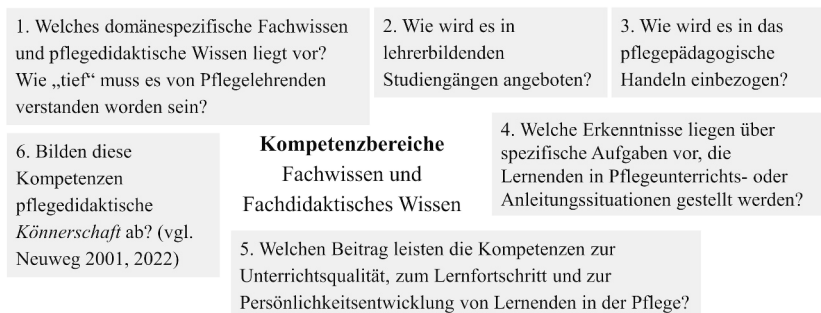 1. Welches domänespezifische Fachwissen
und pflegedidaktische Wissen liegt vor?
Wie „tief“ muss es von Pflegelehrenden
verstanden worden sein?
2. Wie wird es in
lehrerbildenden
Studiengängen angeboten?
3. Wie wird es in das
pflegepädagogische
Handeln einbezogen?
Kompetenzbereiche
Fachwissen und
Fachdidaktisches Wissen
4. Welche Erkenntnisse liegen über
spezifische Aufgaben vor, die
Lernenden in Pflegeunterrichts- oder
Anleitungssituationen gestellt werden?
5. Welchen Beitrag leisten die Kompetenzen zur
Unterrichtsqualität, zum Lernfortschritt und zur
Persönlichkeitsentwicklung von Lernenden in der Pflege?
6. Bilden diese
Kompetenzen
pflegedidaktische
Könnerschaft ab? (vgl.
Neuweg 2001, 2022)